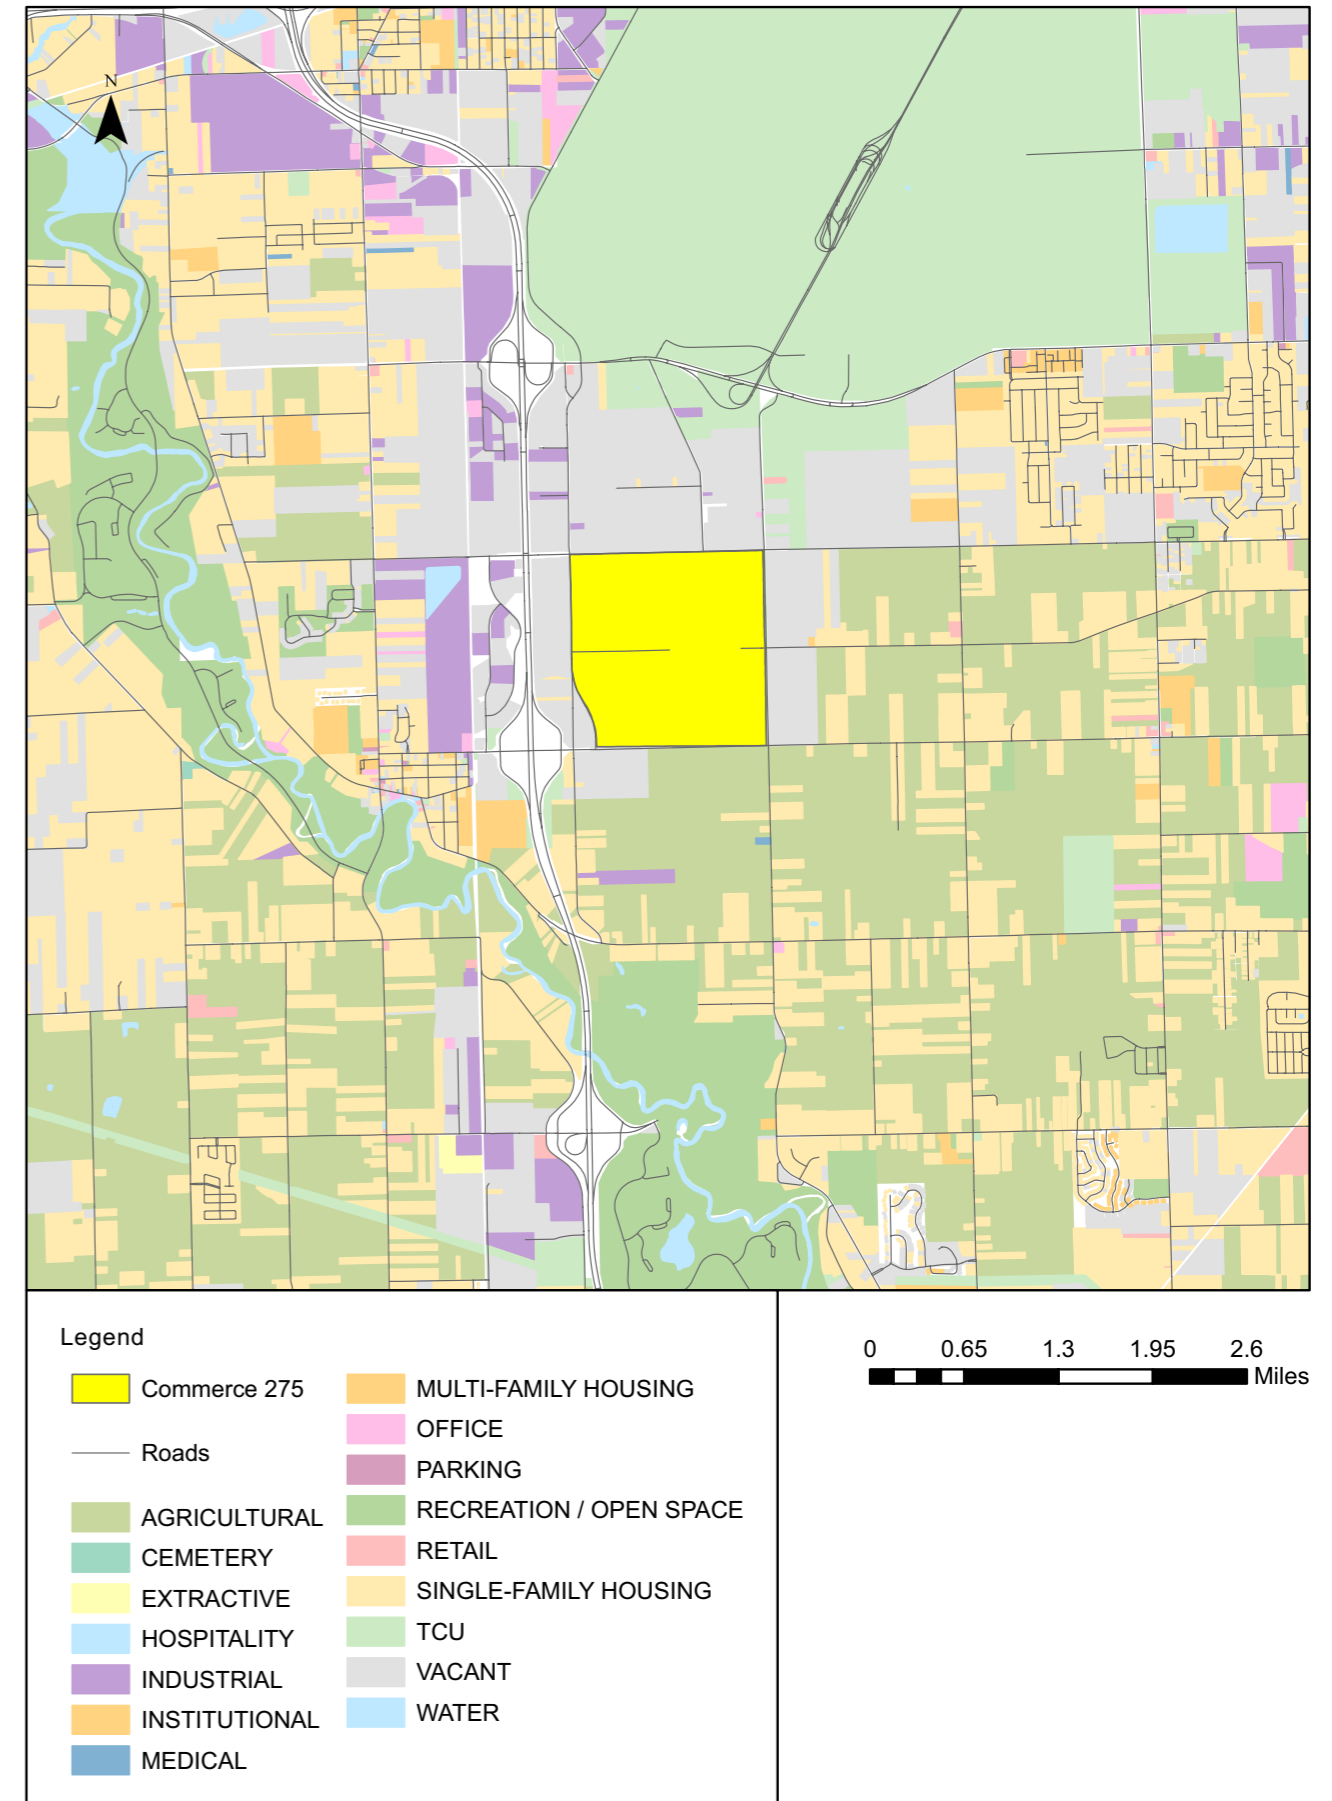 N
Legend
Commerce 275
Roads
AGRICULTURAL
CEMETERY
EXTRACTIVE
HOSPITALITY
INDUSTRIAL
INSTITUTIONAL
MEDICAL
MULTI-FAMILY HOUSING
OFFICE
PARKING
RECREATION / OPEN SPACE
RETAIL
SINGLE-FAMILY HOUSING
TCU
VACANT
WATER
0 0.65 1.3 1.95 2.6
Miles